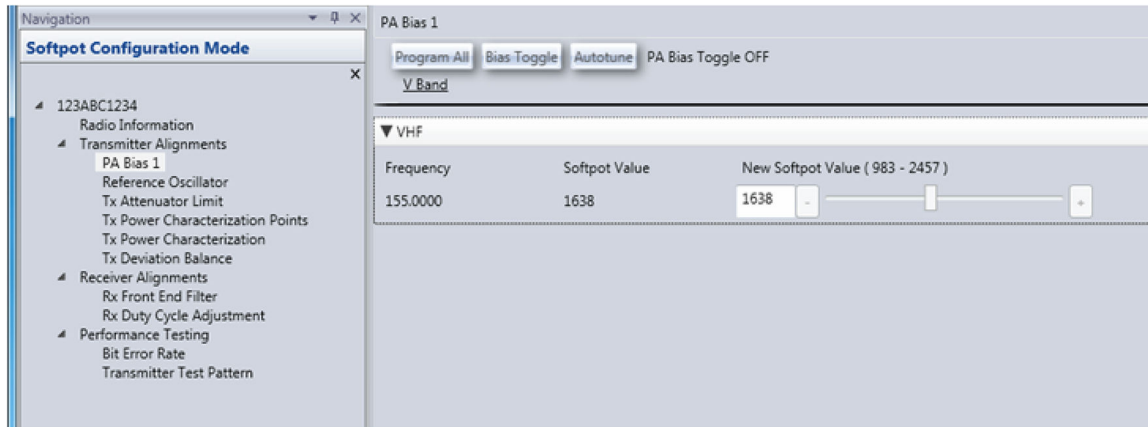 Navigation
Softpot Configuration Mode
123ABC1234
Radio Information
Transmitter Alignments
PA Bias 1
Reference Oscillator
Tx Attenuator Limit
Tx Power Characterization Points
Tx Power Characterization
Tx Deviation Balance
Receiver Alignments
Rx Front End Filter
Rx Duty Cycle Adjustment
Performance Testing
Bit Error Rate
Transmitter Test Pattern
PA Bias 1
Program All Bias Toggle Autotune PA Bias Toggle OFF
V Band
VHF
Frequency Softpot Value New Softpot Value ( 983 - 2457 )
155.0000 1638 1638 - +